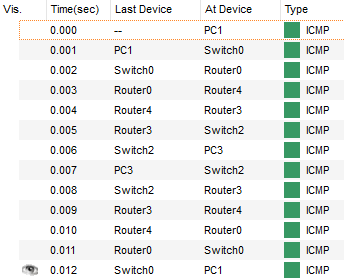 Vis. Time(sec) Last Device At Device Type
0.000 -- PC1 ICMP
0.001 PC1 Switch0 ICMP
0.002 Switch0 Router0 ICMP
0.003 Router0 Router4 ICMP
0.004 Router4 Router3 ICMP
0.005 Router3 Switch2 ICMP
0.006 Switch2 PC3 ICMP
0.007 PC3 Switch2 ICMP
0.008 Switch2 Router3 ICMP
0.009 Router3 Router4 ICMP
0.010 Router4 Router0 ICMP
0.011 Router0 Switch0 ICMP
0.012 Switch0 PC1 ICMP